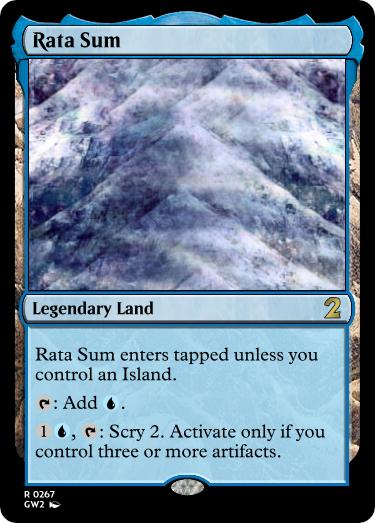 Rata Sum
Legendary Land 2
Rata Sum enters tapped unless you
control an Island.
: Add .
1 , : Scry 2. Activate only if you
control three or more artifacts.
R 0267
GW2